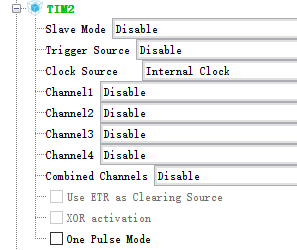 TIM2
Slave Mode Disable
Trigger Source Disable
Clock Source Internal Clock
Channel1 Disable
Channel2 Disable
Channel3 Disable
Channel4 Disable
Combined Channels Disable
Use ETR as Clearing Source
XOR activation
One Pulse Mode